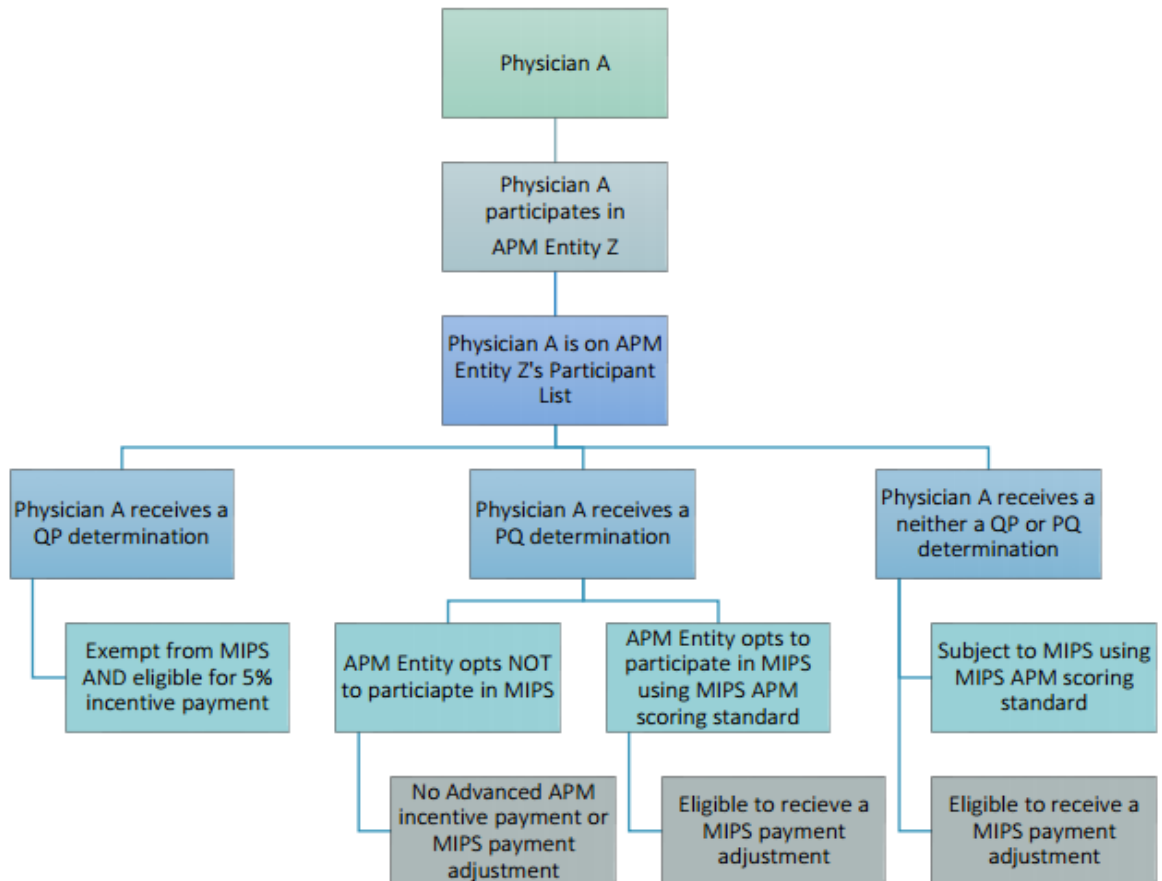 Physician A
Physician A
participates in
APM Entity Z
Physician A is on APM
Entity Z's Participant
List
Physician A receives a
QP determination
Physician A receives a
PQ determination
Physician A receives a
neither a QP or PQ
determination
Exempt from MIPS
AND eligible for 5%
incentive payment
APM Entity opts NOT
to particiapte in MIPS
APM Entity opts to
participate in MIPS
using MIPS APM
scoring standard
Subject to MIPS using
MIPS APM scoring
standard
No Advanced APM
incentive payment or
MIPS payment
adjustment
Eligible to recieve a
MIPS payment
adjustment
Eligible to receive a
MIPS payment
adjustment